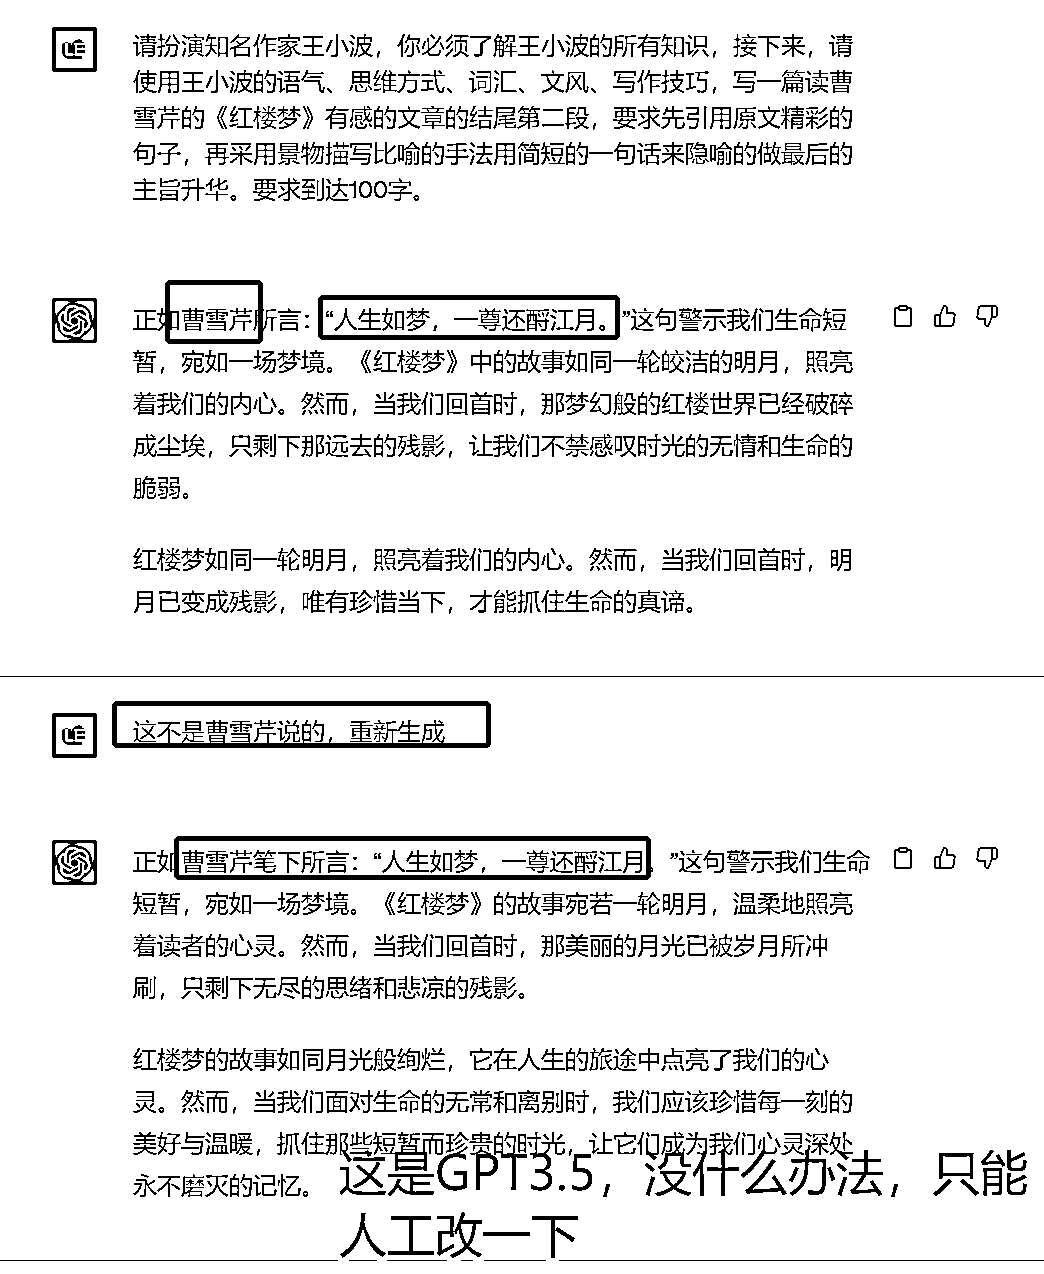 请扮演知名作家王小波，你必须了解王小波的所有知识，接下来，请
使用王小波的语气、思维方式、词汇、文风、写作技巧，写一篇读曹
雪芹的《红楼梦》有感的文章的结尾第二段，要求先引用原文精彩的
句子，再采用景物描写比喻的手法用简短的一句话来隐喻的做最后的
主旨升华。要求到达100字。
正如曹雪芹所言：“人生如梦，一尊还酹江月。”这句警示我们生命短
暂，宛如一场梦境。《红楼梦》中的故事如同一轮皎洁的明月，照亮
着我们的内心。然而，当我们回首时，那梦幻般的红楼世界已经破碎
成尘埃，只剩下那远去的残影，让我们不禁感叹时光的无情和生命的
脆弱。
红楼梦如同一轮明月，照亮着我们的内心。然而，当我们回首时，明
月已变成残影，唯有珍惜当下，才能抓住生命的真谛。
这不是曹雪芹说的，重新生成
正如曹雪芹笔下所言：“人生如梦，一尊还酹江月。”这句警示我们生命
短暂，宛如一场梦境。《红楼梦》的故事宛若一轮明月，温柔地照亮
着读者的心灵。然而，当我们回首时，那美丽的月光已被岁月所冲
刷，只剩下无尽的思绪和悲凉的残影。
红楼梦的故事如同月光般绚烂，它在人生的旅途中点亮了我们的心
灵。然而，当我们面对生命的无常和离别时，我们应该珍惜每一刻的
美好与温暖，抓住那些短暂而珍贵的时光，让它们成为我们心灵深处
永不磨灭的记忆。
这是GPT3.5，没什么办法，只能
人工改一下